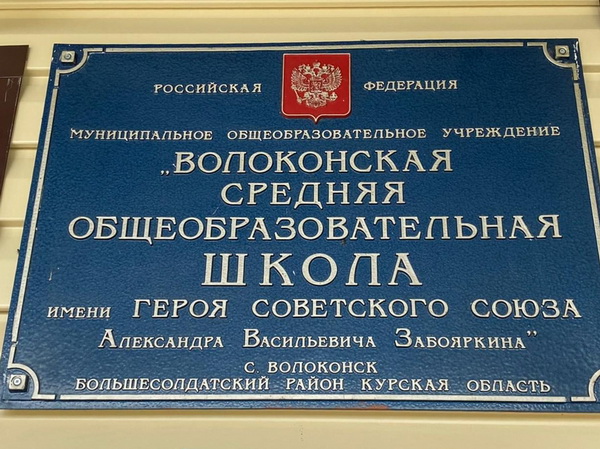 РОССИЙСКАЯ ФЕДЕРАЦИЯ
МУНИЦИПАЛЬНОЕ ОБЩЕОБРАЗОВАТЕЛЬНОЕ УЧРЕЖДЕНИЕ
„ВОЛОКОНСКАЯ
СРЕДНЯЯ
ОБЩЕОБРАЗОВАТЕЛЬНАЯ
ШКОЛА
ИМЕНИ ГЕРОЯ СОВЕТСКОГО СОЮЗА
АЛЕКСАНДРА ВАСИЛЬЕВИЧА ЗАБОЯРКИНА"
С. ВОЛОКОНСК
БОЛЬШЕСОЛДАТСКИЙ РАЙОН КУРСКАЯ ОБЛАСТЬ